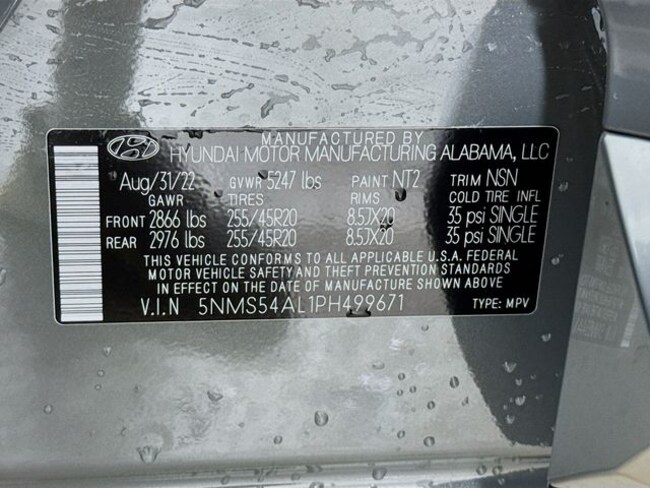 MANUFACTURED BY
HYUNDAI MOTOR MANUFACTURING ALABAMA, LLC
Aug/31/22 GVWR 5247 lbs PAINT NT2 TRIM NSN
GAWR TIRES RIMS COLD TIRE INFL
FRONT 2866 lbs 255/45R20 8.5JX20 35 psi SINGLE
REAR 2976 lbs 255/45R20 8.5JX20 35 psi SINGLE
THIS VEHICLE CONFORMS TO ALL APPLICABLE U.S.A. FEDERAL
MOTOR VEHICLE SAFETY AND THEFT PREVENTION STANDARDS
IN EFFECT ON THE DATE OF MANUFACTURE SHOWN ABOVE
V.I.N 5NMS54AL1PH499671 TYPE: MPV